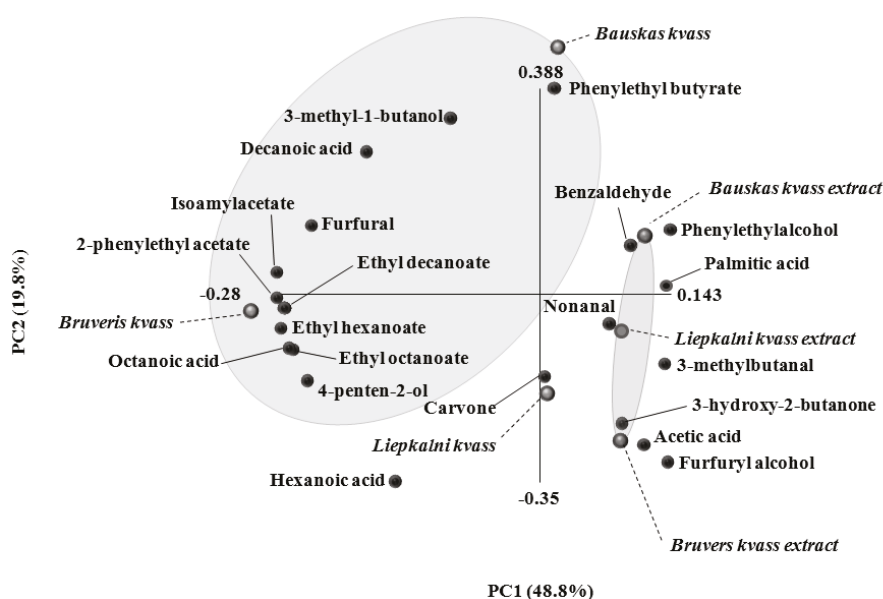 Bauskas kvass
0.388
Phenylethyl butyrate
3-methyl-1-butanol
Decanoic acid
Benzaldehyde
Bauskas kvass extract
Isoamylacetate
Furfural
Phenylethylalcohol
2-phenylethyl acetate
Ethyl decanoate
Palmitic acid
-0.28
0.143
Nonanal
Bruveris kvass
Ethyl hexanoate
Liepkalni kvass extract
Octanoic acid
Ethyl octanoate
3-methylbutanal
4-penten-2-ol
Carvone
3-hydroxy-2-butanone
Liepkalni kvass
Acetic acid
Furfuryl alcohol
Hexanoic acid
-0.35
Bruvers kvass extract
PC1 (48.8%)
PC2 (19.8%)